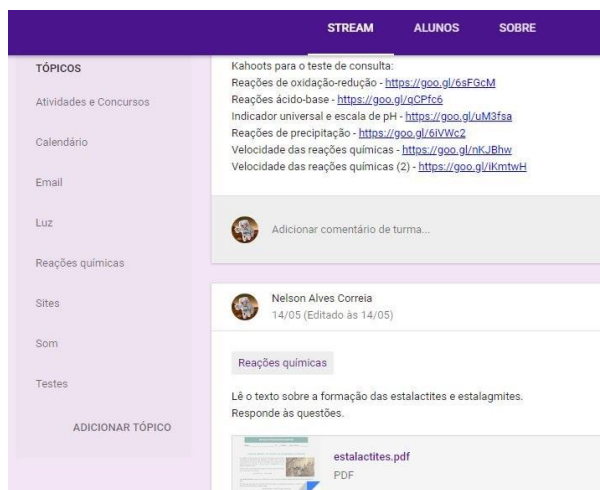 STREAM ALUNOS SOBRE
TÓPICOS
Atividades e Concursos
Calendário
Email
Luz
Reações químicas
Sites
Som
Testes
ADICIONAR TÓPICO
Kahoots para o teste de consulta:
Reações de oxidação-redução - https://goo.gl/6sFGcM
Reações ácido-base - https://goo.gl/qCPfc6
Indicador universal e escala de pH - https://goo.gl/uM3fsa
Reações de precipitação - https://goo.gl/6iVWc2
Velocidade das reações químicas - https://goo.gl/nKJBhw
Velocidade das reações químicas (2) - https://goo.gl/iKmtwH
Adicionar comentário de turma...
Nelson Alves Correia
14/05 (Editado às 14/05)
Reações químicas
Lê o texto sobre a formação das estalactites e estalagmites.
Responde às questões.
estalactites.pdf
PDF